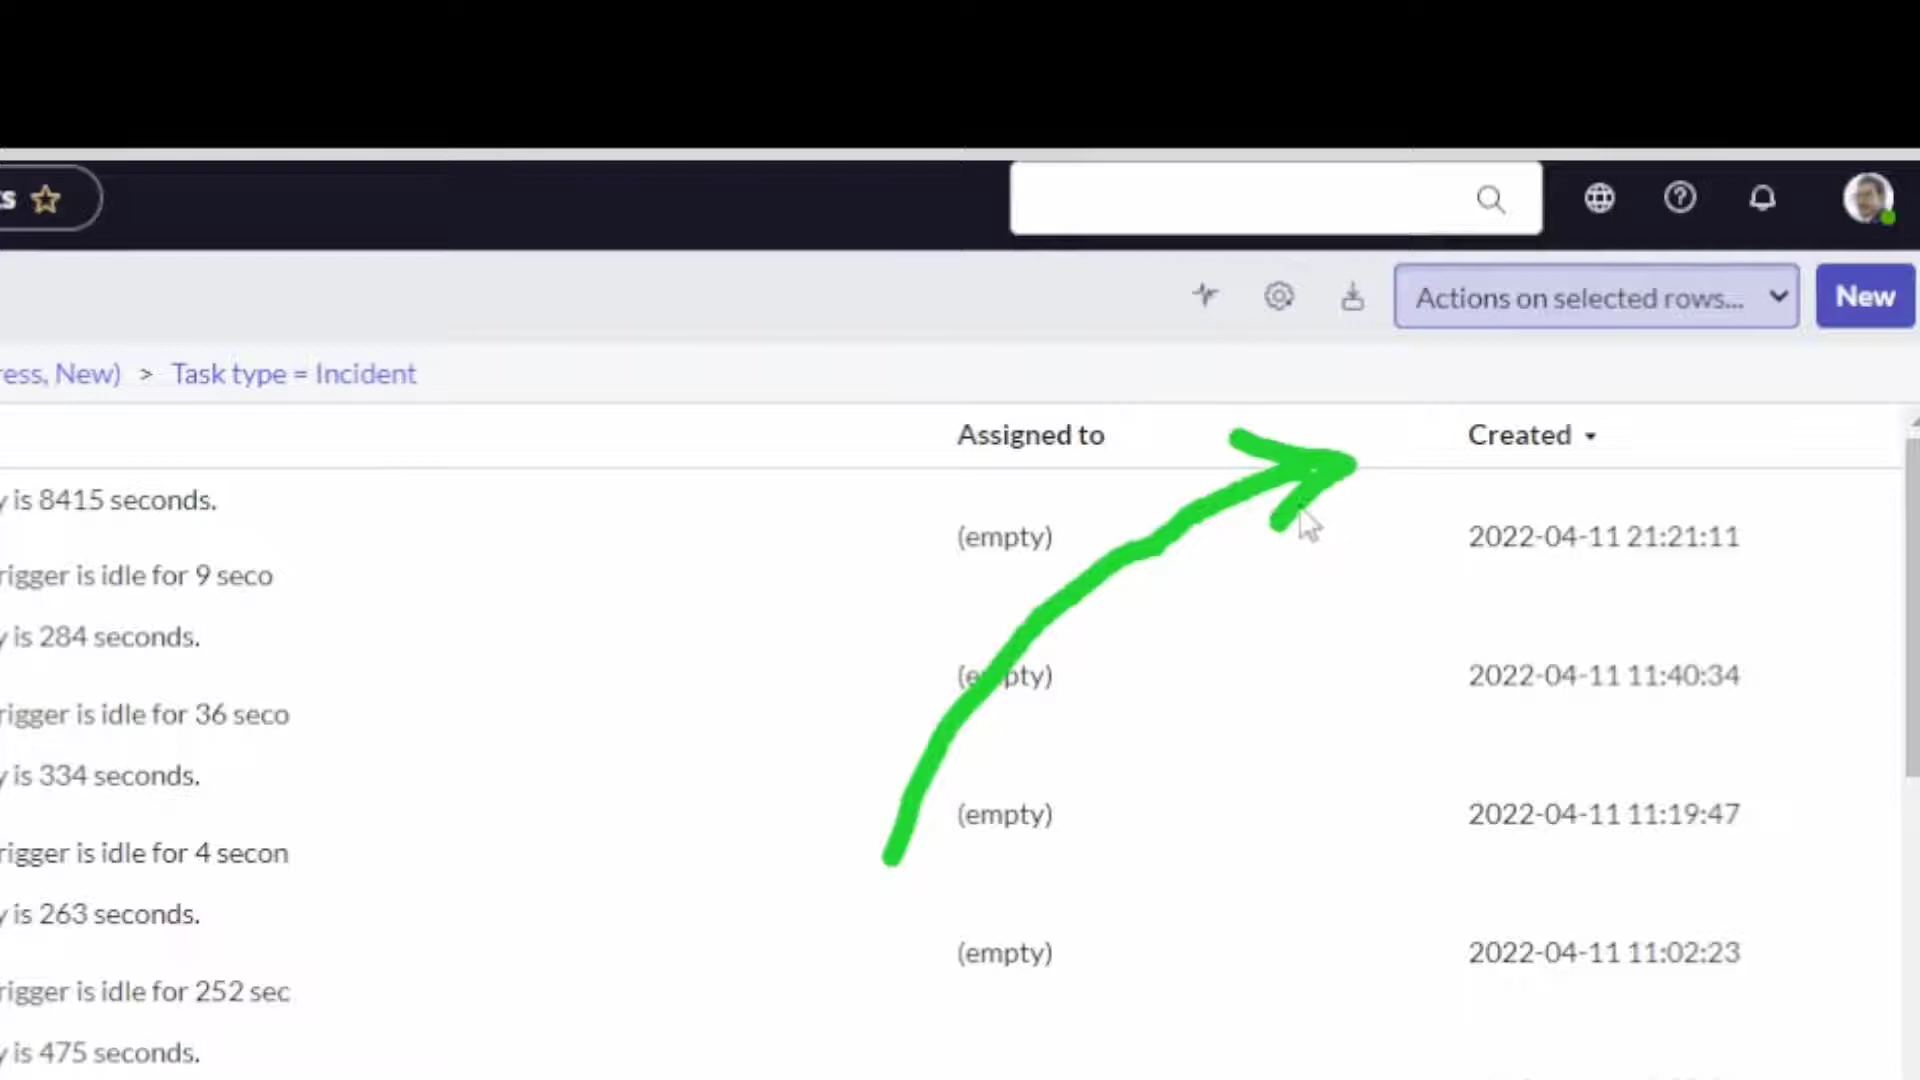 s
Actions on selected rows...
New
ress, New) > Task type = Incident
Assigned to
Created
y is 8415 seconds.
(empty)
2022-04-11 21:21:11
rigger is idle for 9 seco
y is 284 seconds.
(empty)
2022-04-11 11:40:34
rigger is idle for 36 seco
y is 334 seconds.
(empty)
2022-04-11 11:19:47
rigger is idle for 4 secon
y is 263 seconds.
(empty)
2022-04-11 11:02:23
rigger is idle for 252 sec
y is 475 seconds.